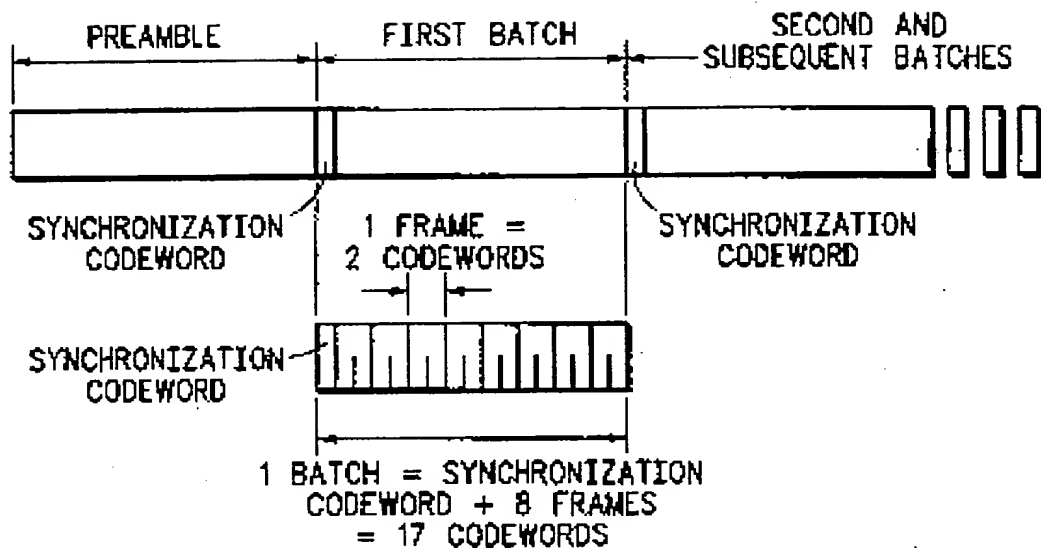 PREAMBLE
FIRST BATCH
SECOND AND
SUBSEQUENT BATCHES
SYNCHRONIZATION
CODEWORD
1 FRAME =
2 CODEWORDS
SYNCHRONIZATION
CODEWORD
SYNCHRONIZATION
CODEWORD
1 BATCH = SYNCHRONIZATION
CODEWORD + 8 FRAMES
= 17 CODEWORDS